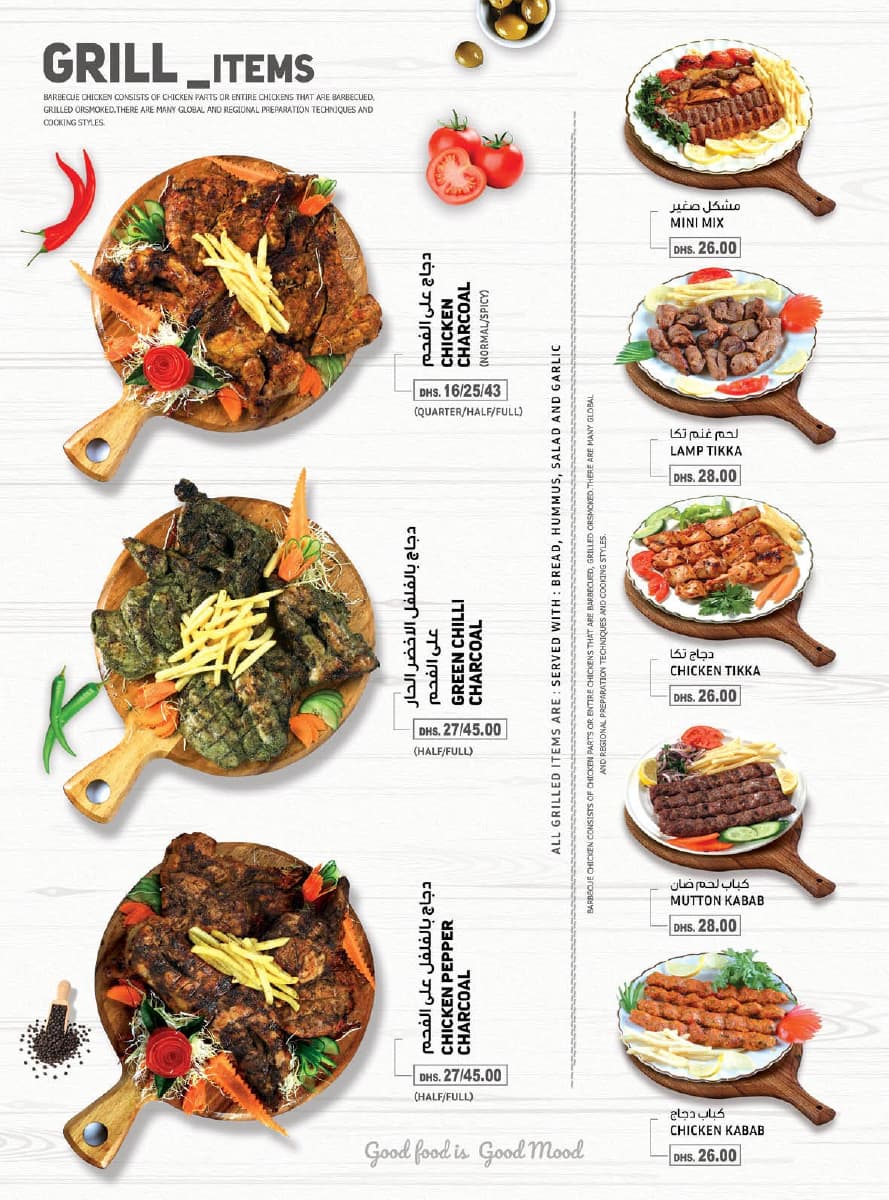 GRILL _ITEMS
BARBECUE CHICKEN CONSISTS OF CHICKEN PARTS OR ENTIRE CHICKENS THAT ARE BARBECUED,
GRILLED ORSMOKED.THERE ARE MANY GLOBAL AND REGIONAL PREPARATION TECHNIQUES AND
COOKING STYLES.
دجاج على الفحم
CHICKEN
CHARCOAL
(NORMAL/SPICY)
DHS. 16/25/43
(QUARTER/HALF/FULL)
دجاج بالفلفل الاخضر الحار
على الفحم
GREEN CHILLI
CHARCOAL
DHS. 27/45.00
(HALF/FULL)
دجاج بالفلفل على الفحم
CHICKEN PEPPER
CHARCOAL
DHS. 27/45.00
(HALF/FULL)
ALL GRILLED ITEMS ARE : SERVED WITH : BREAD, HUMMUS, SALAD AND GARLIC
BARBECUE CHICKEN CONSISTS OF CHICKEN PARTS OR ENTIRE CHICKENS THAT ARE BARBECUED, GRILLED ORSMOKED.THERE ARE MANY GLOBAL
AND REGIONAL PREPARATION TECHNIQUES AND COOKING STYLES.
مشكل صغير
MINI MIX
DHS. 26.00
لحم غنم تكا
LAMP TIKKA
DHS. 28.00
دجاج تكا
CHICKEN TIKKA
DHS. 26.00
كباب لحم ضان
MUTTON KABAB
DHS. 28.00
كباب دجاج
CHICKEN KABAB
DHS. 26.00
Good food is Good Mood